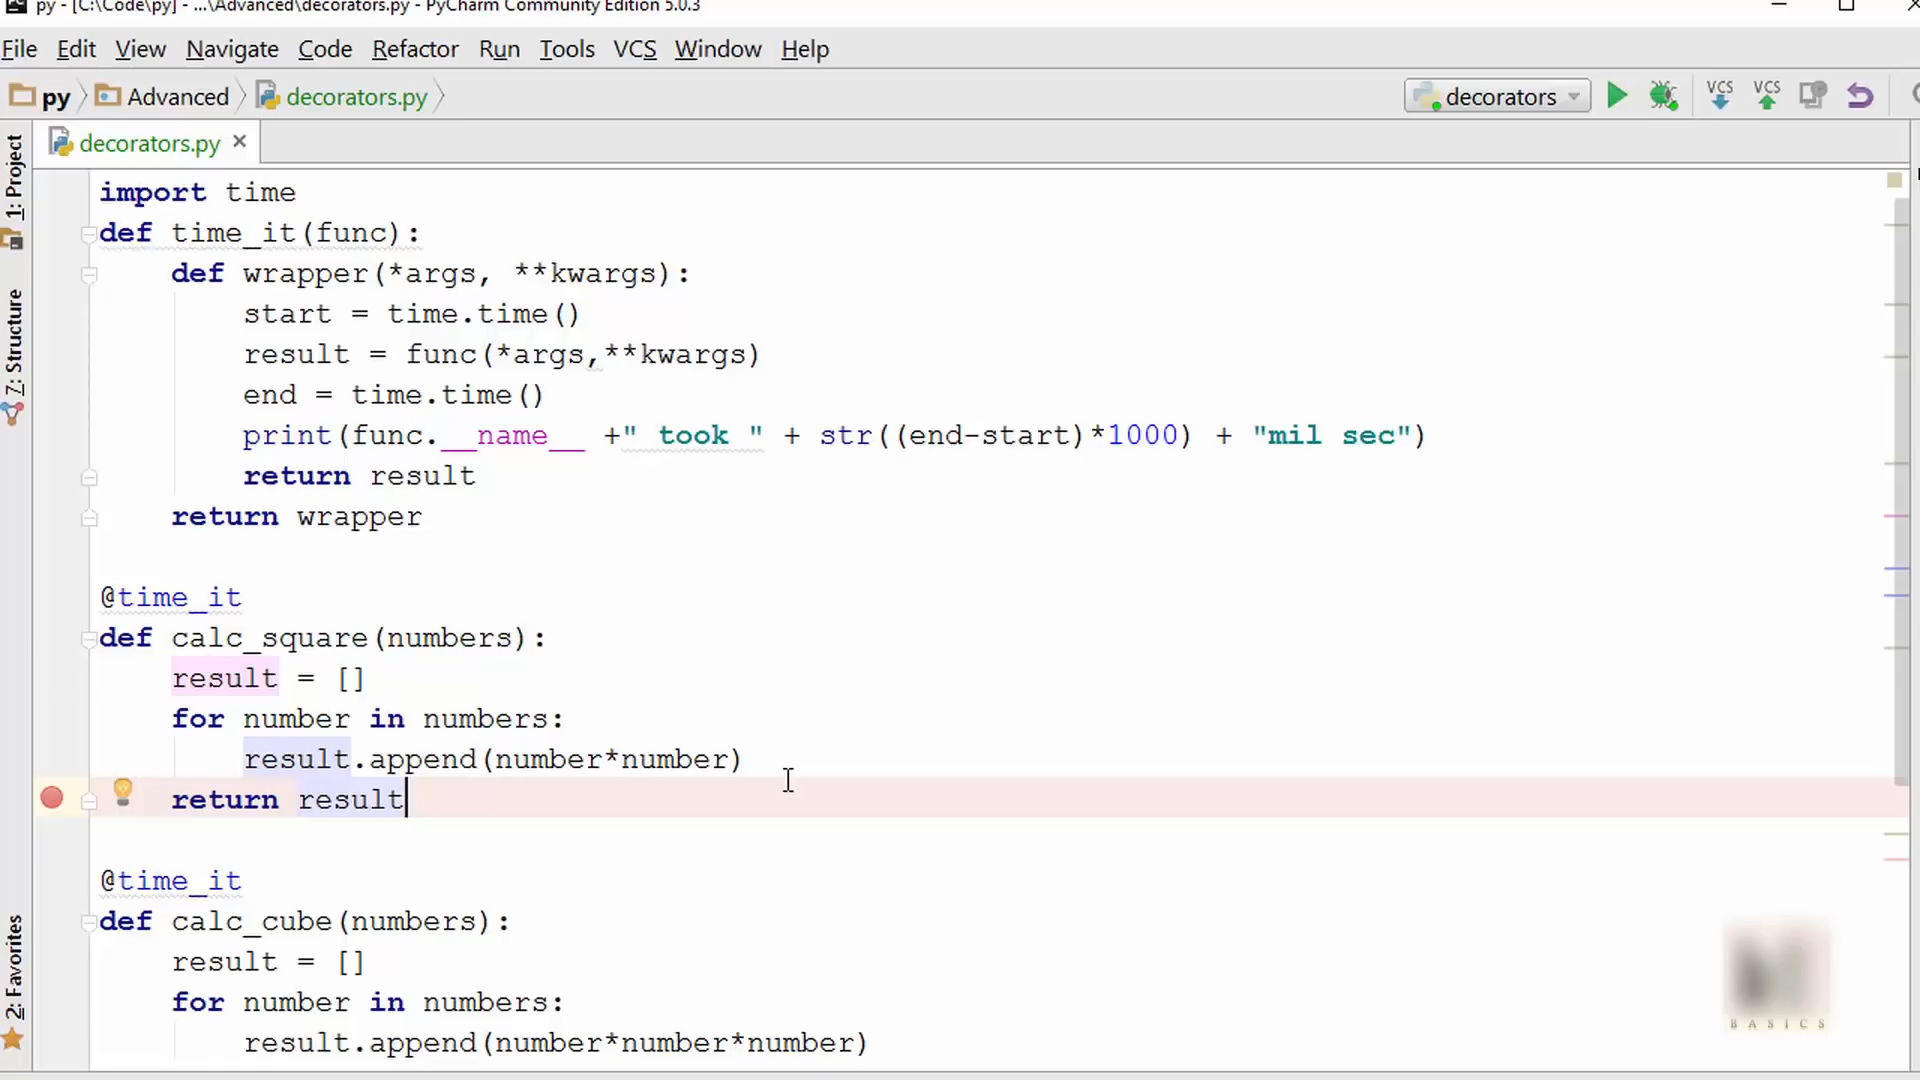 py - [C:\Code\py] - ...\Advanced\decorators.py - PyCharm Community Edition 5.0.3
File Edit View Navigate Code Refactor Run Tools VCS Window Help
py Advanced decorators.py decorators VCS VCS
decorators.py
1: Project
7: Structure
2: Favorites
import time
def time_it(func):
    def wrapper(*args, **kwargs):
        start = time.time()
        result = func(*args,**kwargs)
        end = time.time()
        print(func.__name__ +" took " + str((end-start)*1000) + "mil sec")
        return result
    return wrapper
@time_it
def calc_square(numbers):
    result = []
    for number in numbers:
        result.append(number*number)
    return result
@time_it
def calc_cube(numbers):
    result = []
    for number in numbers:
        result.append(number*number*number)
BASICS